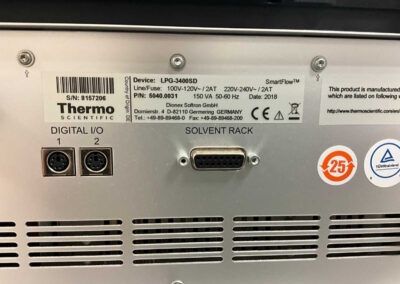 S/N: 8157206
Thermo
SCIENTIFIC
Device: LPG-3400SD SmartFlow™
Line/Fuse: 100V-120V~ / 2AT 220V-240V~ / 2AT
P/N: 5040.0031 150 VA 50-60 Hz Date: 2018
Dionex Softron GmbH
Dornierstr. 4 D-82110 Germering GERMANY
Tel.:+49-89-89468-0 Fax:+49-89-89468-200
CE
This product is manufactured
which are listed on following
http://www.thermoscientific.com/en/
DIGITAL I/O
1 2
SOLVENT RACK
25